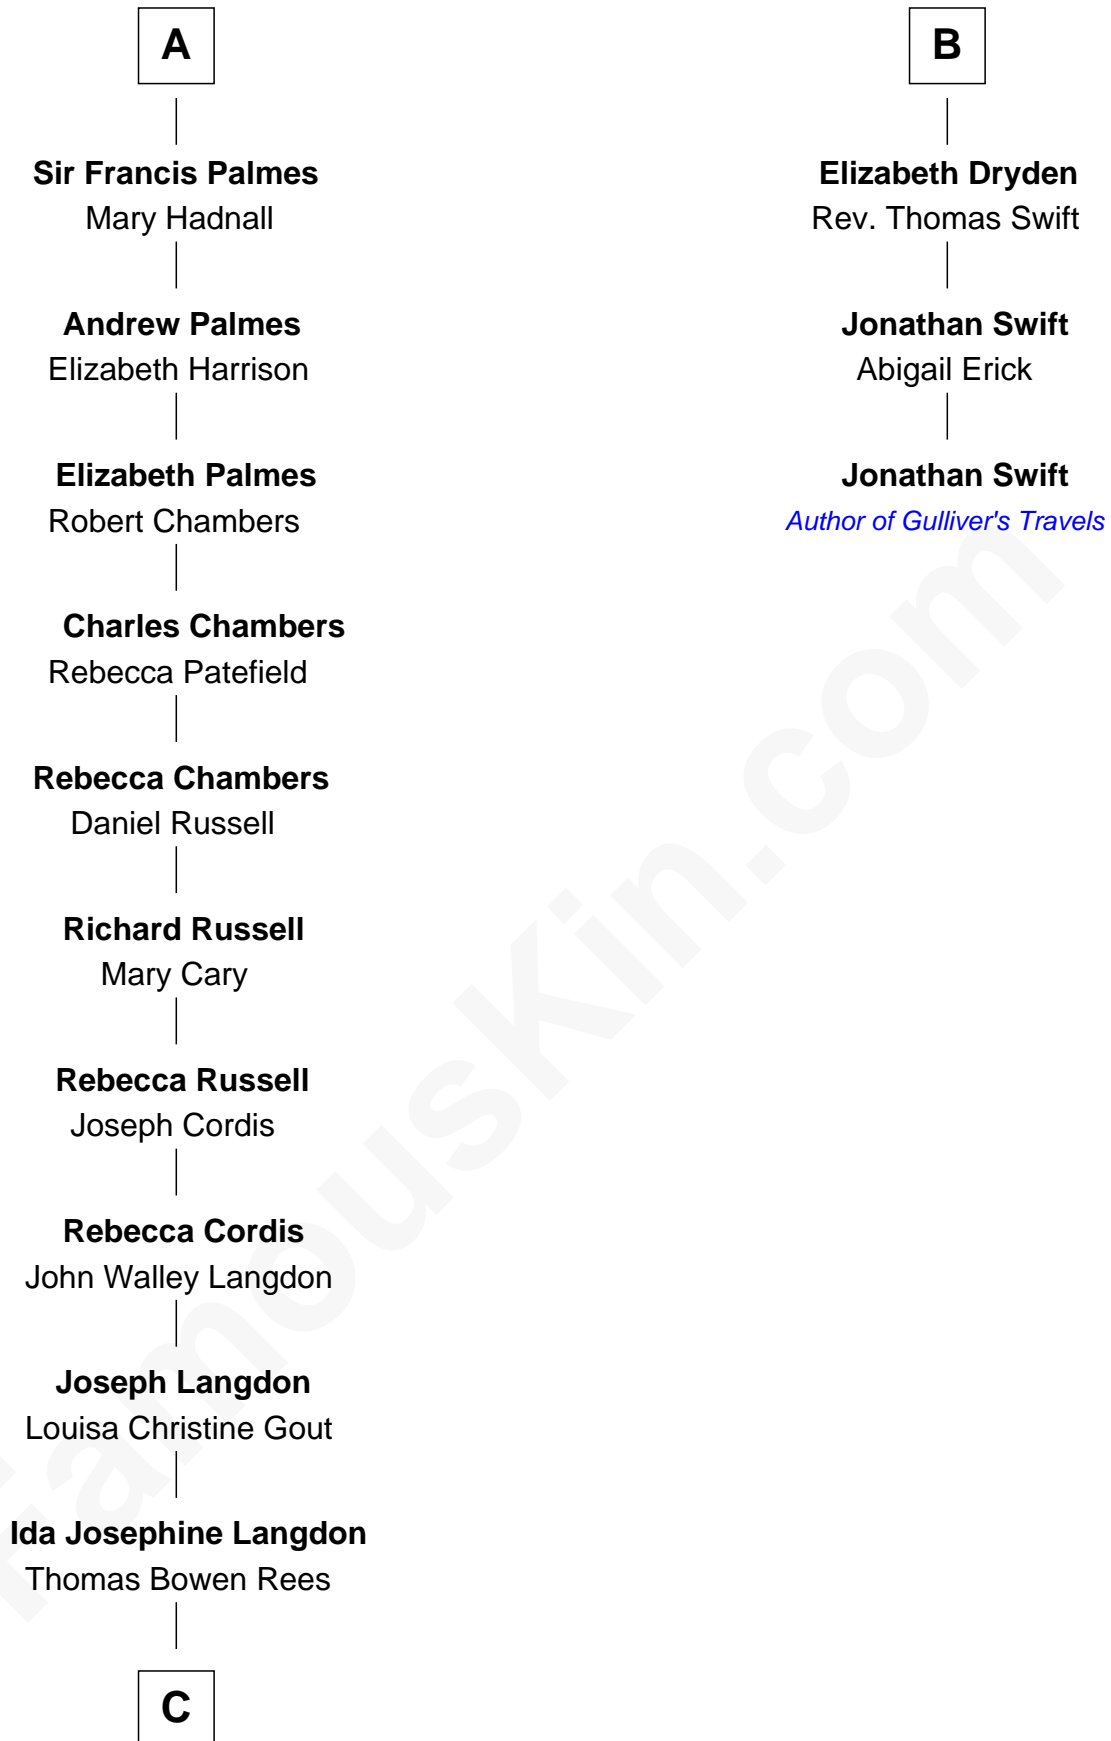 A
Sir Francis Palmes
Mary Hadnall
Andrew Palmes
Elizabeth Harrison
Elizabeth Palmes
Robert Chambers
Charles Chambers
Rebecca Patefield
Rebecca Chambers
Daniel Russell
Richard Russell
Mary Cary
Rebecca Russell
Joseph Cordis
Rebecca Cordis
John Walley Langdon
Joseph Langdon
Louisa Christine Gout
Ida Josephine Langdon
Thomas Bowen Rees
C
B
Elizabeth Dryden
Rev. Thomas Swift
Jonathan Swift
Abigail Erick
Jonathan Swift
Author of Gulliver's Travels
famouskin.com